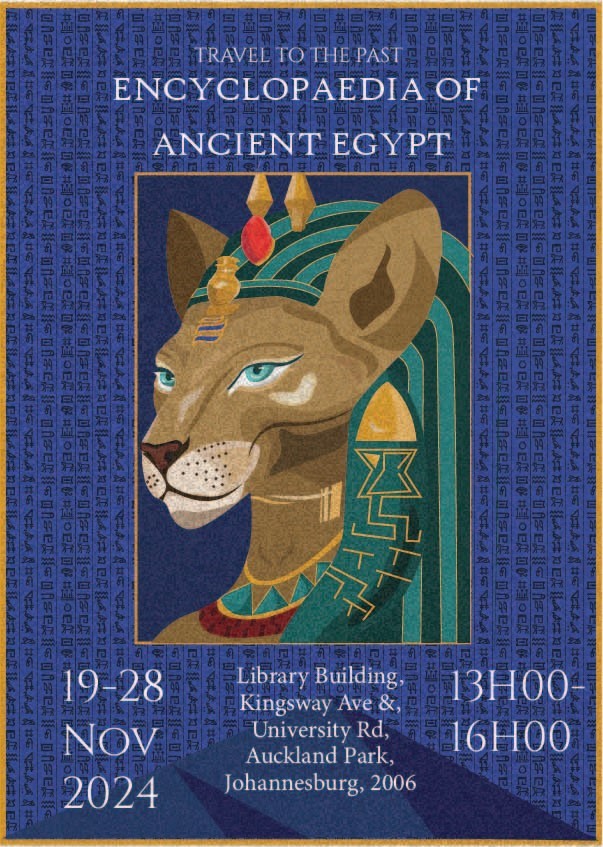 TRAVEL TO THE PAST
ENCYCLOPAEDIA OF
ANCIENT EGYPT
19-28
NOV
2024
Library Building,
Kingsway Ave &,
University Rd,
Auckland Park,
Johannesburg, 2006
13H00-
16H00